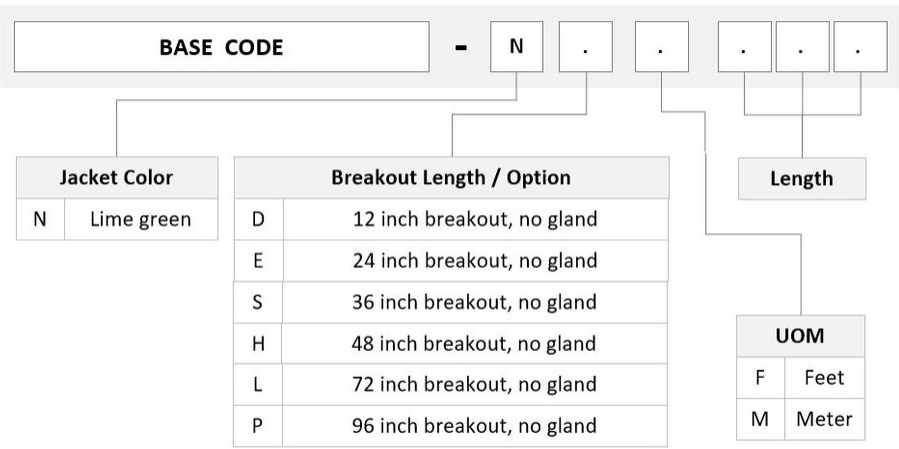 BASE CODE - N . . . . .
Jacket Color
N Lime green
Breakout Length / Option
D 12 inch breakout, no gland
E 24 inch breakout, no gland
S 36 inch breakout, no gland
H 48 inch breakout, no gland
L 72 inch breakout, no gland
P 96 inch breakout, no gland
Length
UOM
F Feet
M Meter